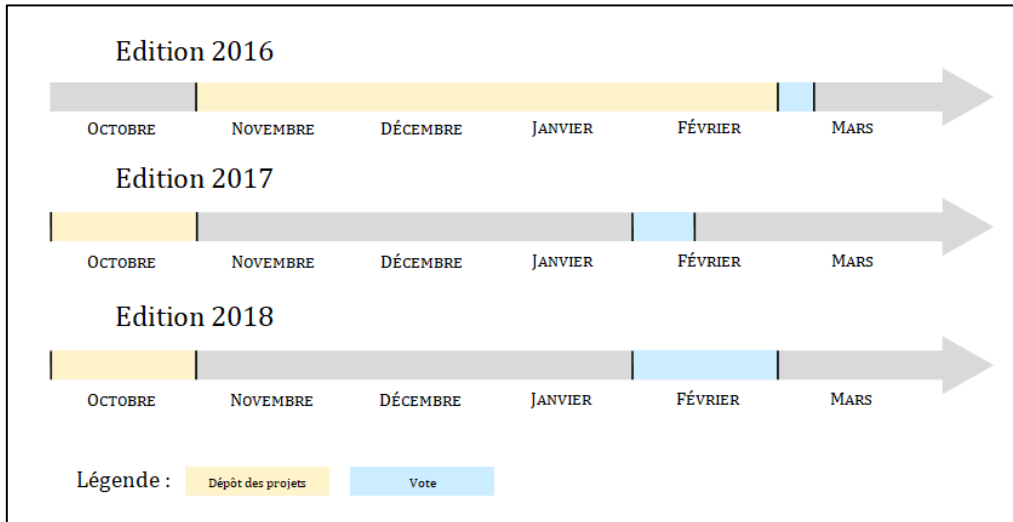 Edition 2016
OCTOBRE NOVEMBRE DÉCEMBRE JANVIER FÉVRIER MARS
Edition 2017
OCTOBRE NOVEMBRE DÉCEMBRE JANVIER FÉVRIER MARS
Edition 2018
OCTOBRE NOVEMBRE DÉCEMBRE JANVIER FÉVRIER MARS
Légende : Dépôt des projets Vote